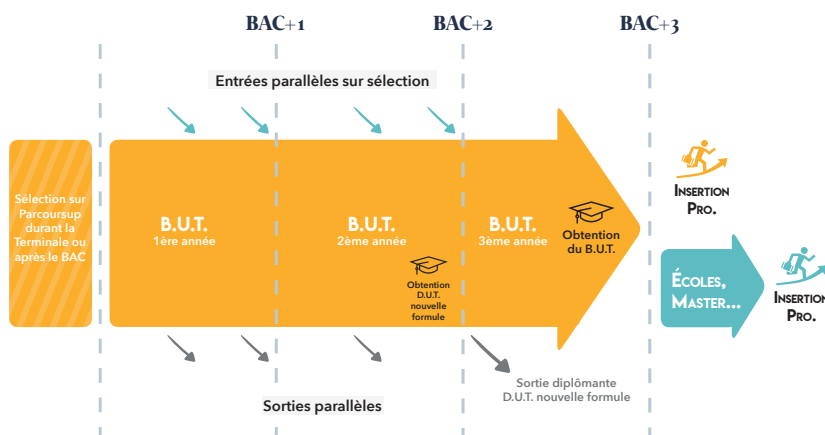 BAC+1
BAC+2
BAC+3
Entrées parallèles sur sélection
Sélection sur
Parcoursup
durant la
Terminale ou
après le BAC
B.U.T.
1ère année
B.U.T.
2ème année
Obtention
D.U.T.
nouvelle
formule
B.U.T.
3ème année
Obtention
du B.U.T.
Insertion
Pro.
Écoles,
Master...
Insertion
Pro.
Sorties parallèles
Sortie diplômante
D.U.T. nouvelle formule